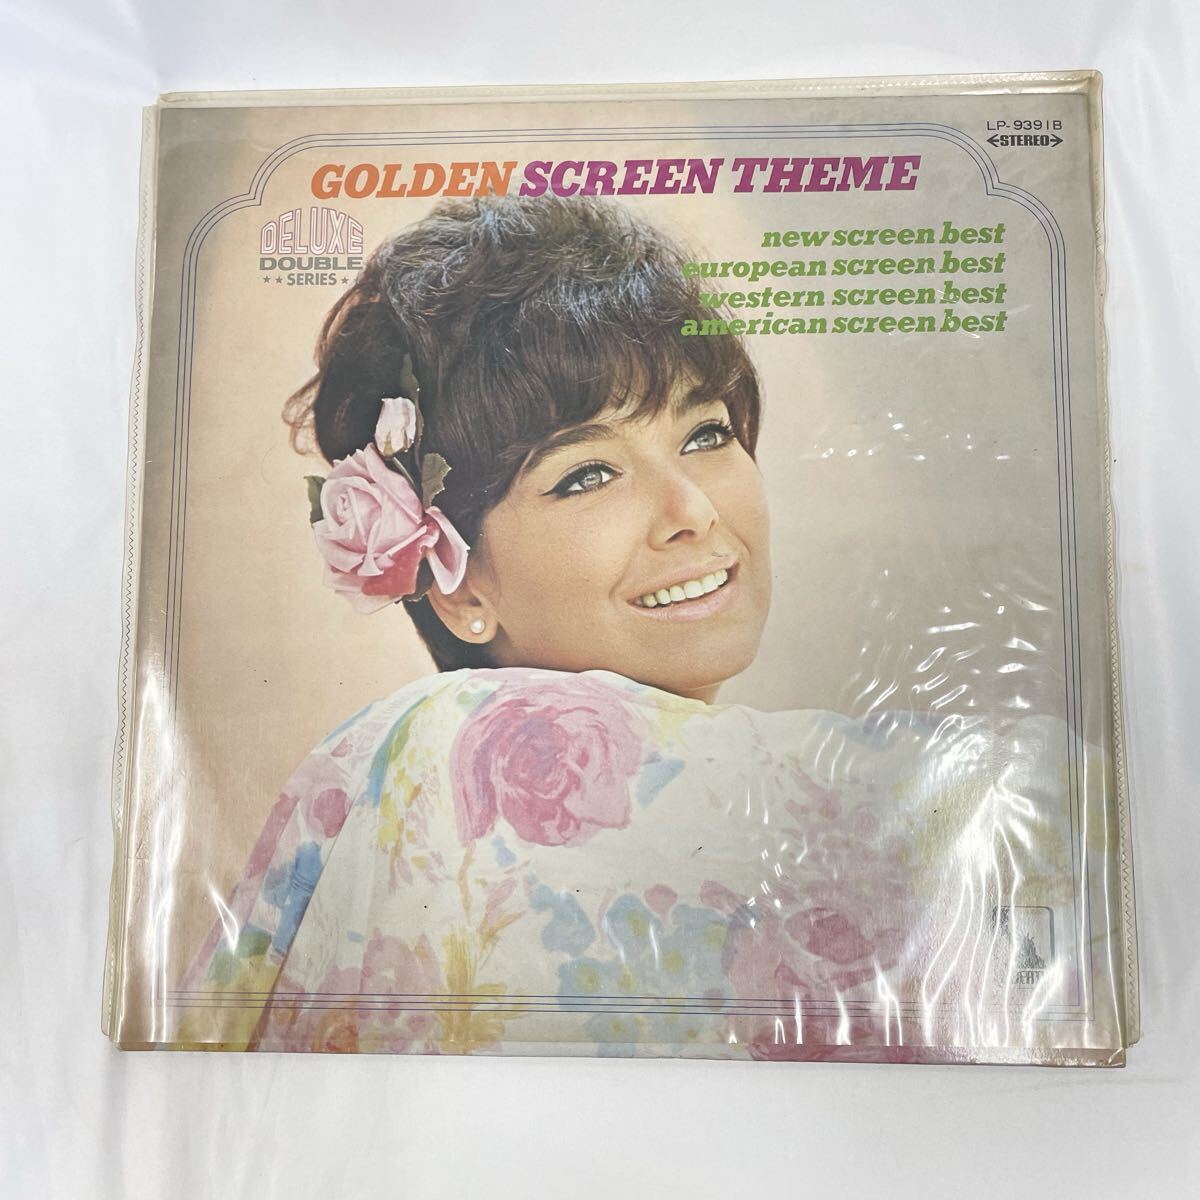 LP-9391B
STEREO
GOLDEN SCREEN THEME
DELUXE
DOUBLE
SERIES
new screen best
european screen best
western screen best
american screen best